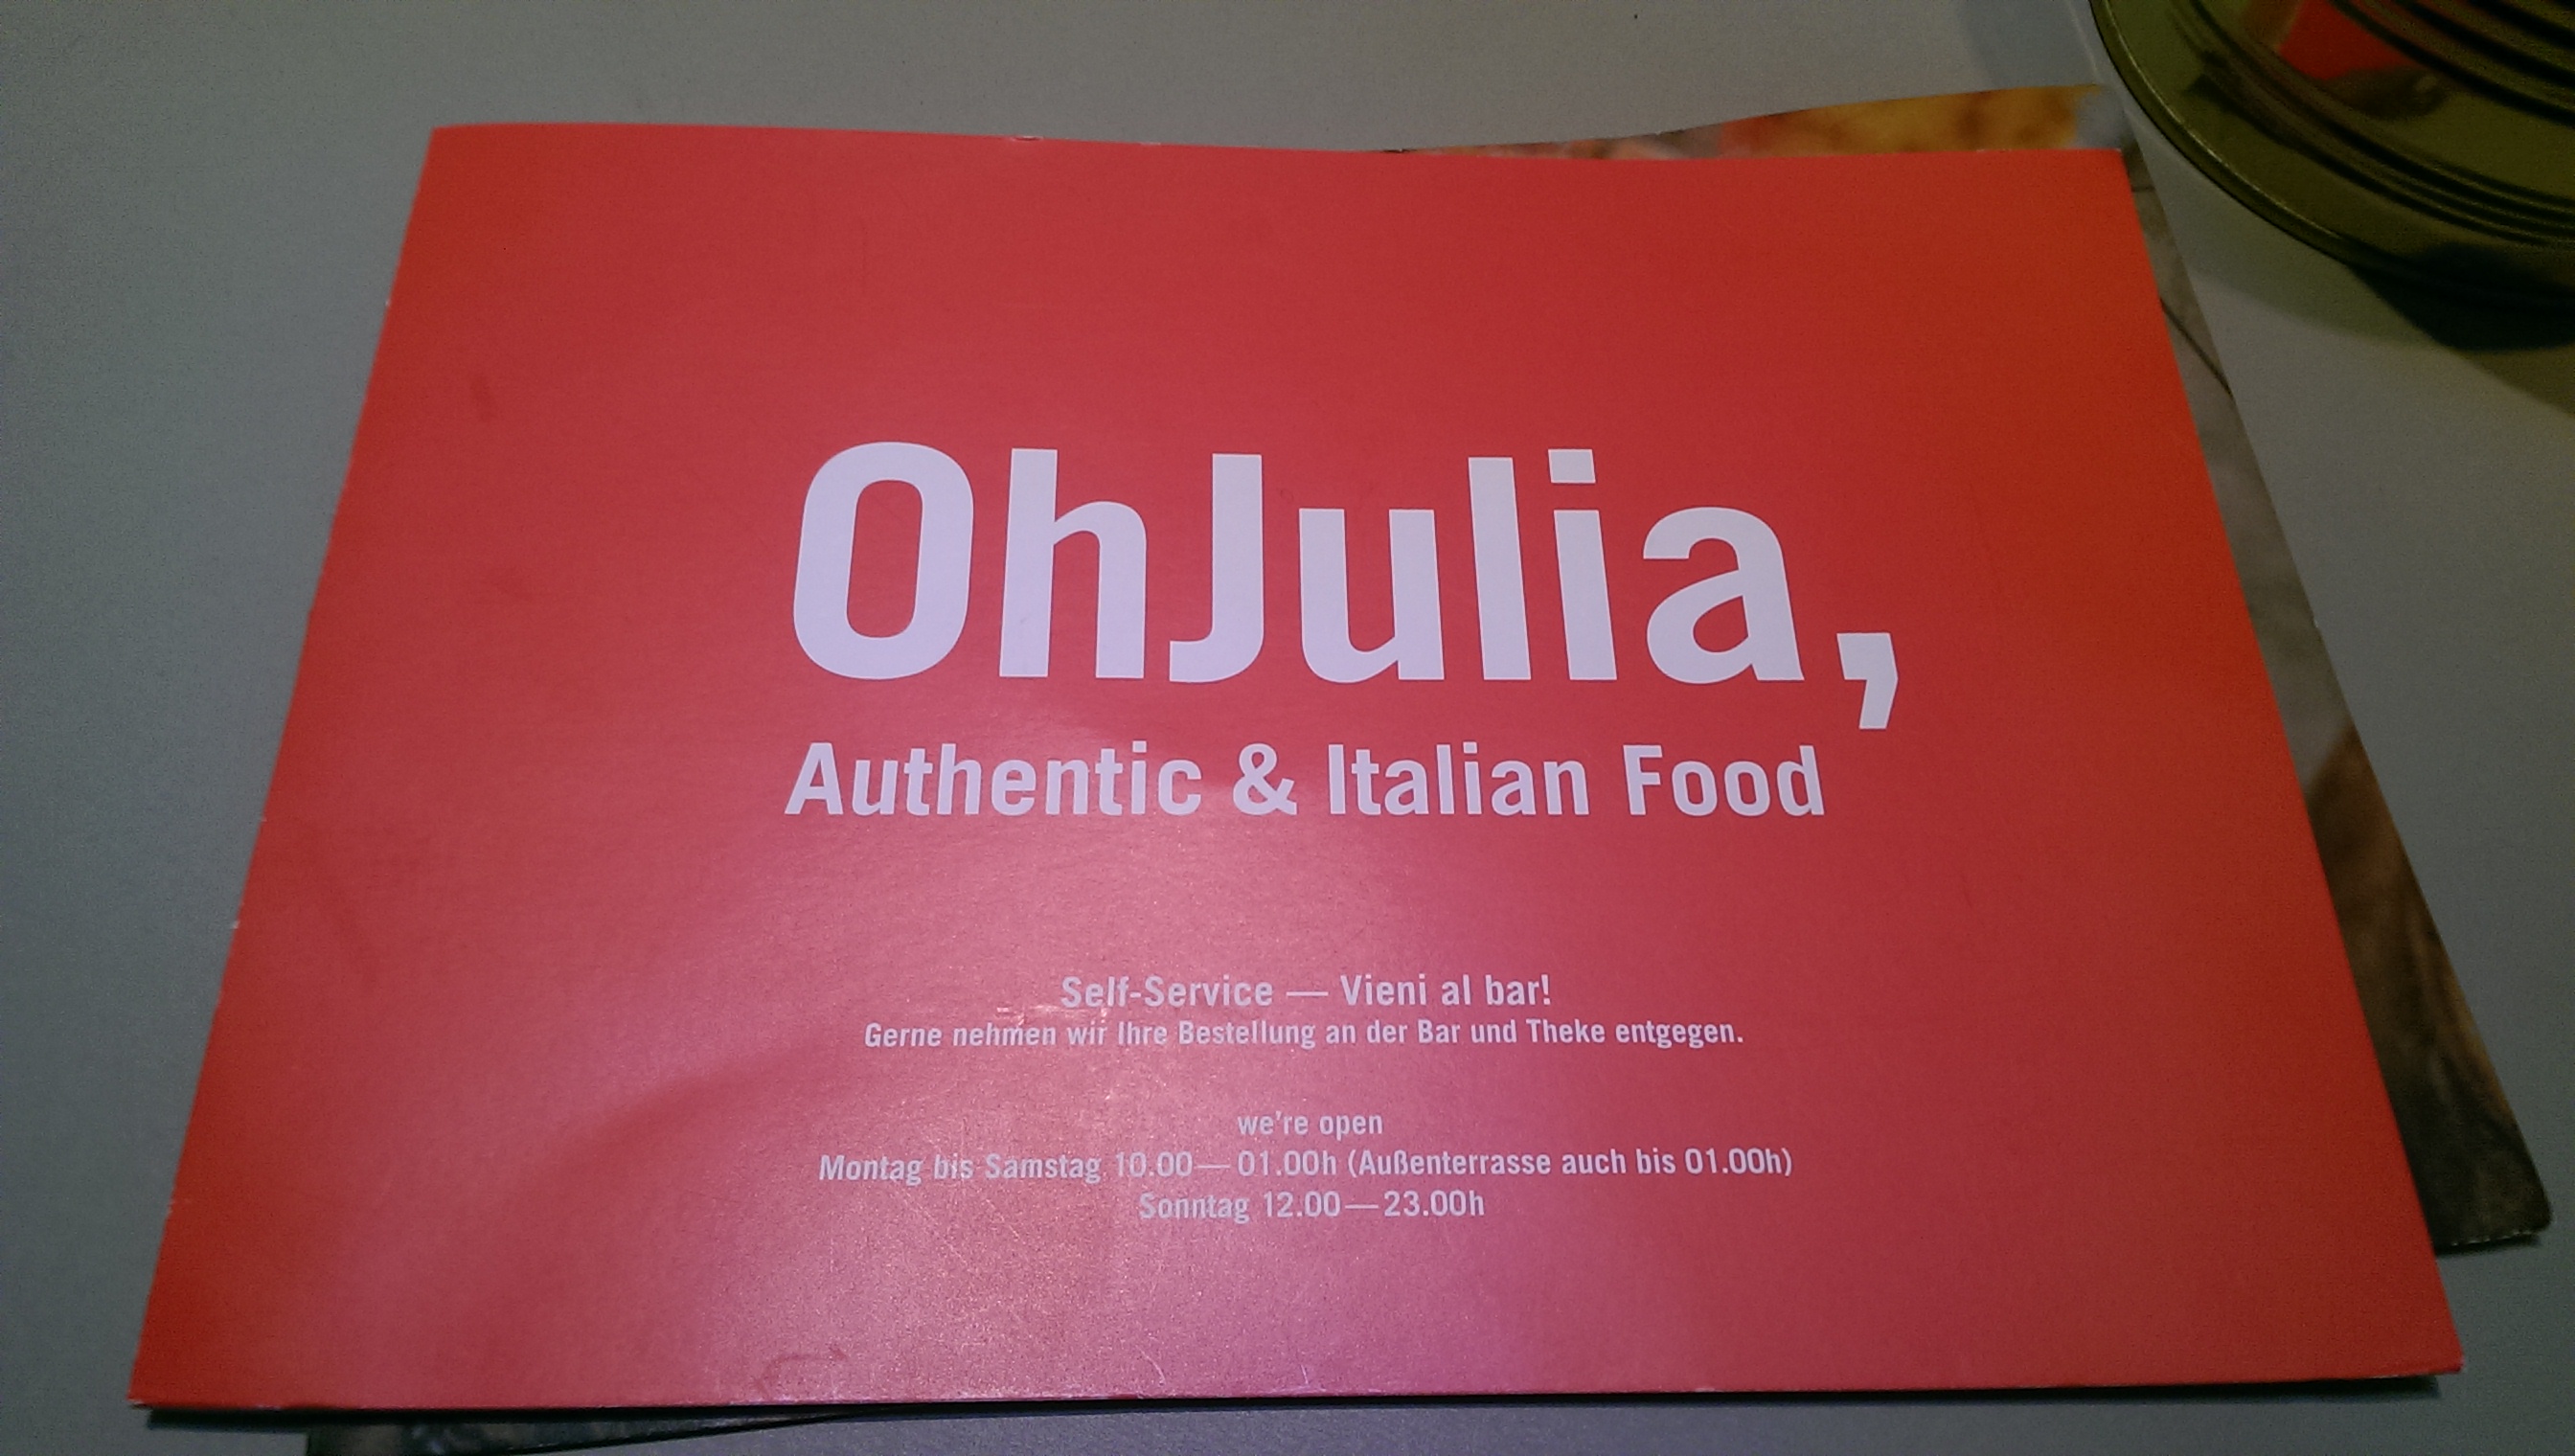 OhJulia,
Authentic & Italian Food
Self-Service — Vieni al bar!
Gerne nehmen wir Ihre Bestellung an der Bar und Theke entgegen.
we're open
Montag bis Samstag 10.00—01.00h (Außenterrasse auch bis 01.00h)
Sonntag 12.00—23.00h